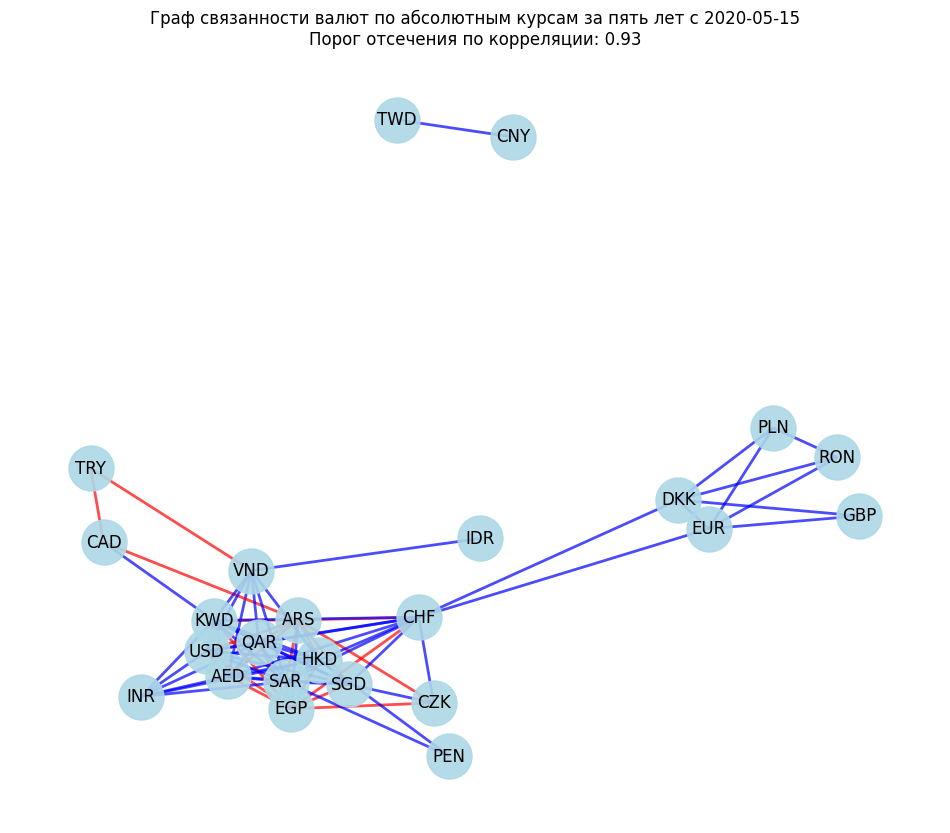 Граф связанности валют по абсолютным курсам за пять лет с 2020-05-15
Порог отсечения по корреляции: 0.93
TWD
CNY
PLN
RON
TRY
DKK
GBP
EUR
IDR
CAD
VND
CHF
ARS
KWD
QAR
USD
HKD
AED
SAR
SGD
INR
CZK
EGP
PEN